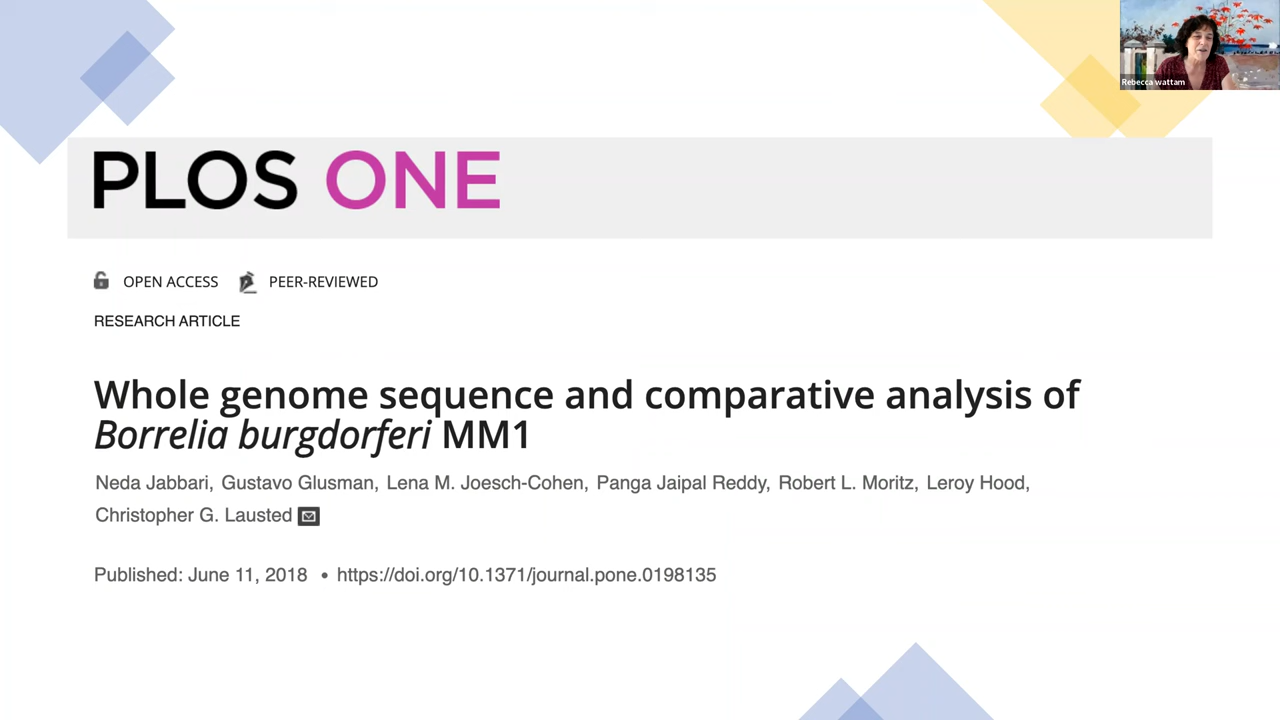 Rebecca wattam
PLOS ONE
OPEN ACCESS PEER-REVIEWED
RESEARCH ARTICLE
Whole genome sequence and comparative analysis of
Borrelia burgdorferi MM1
Neda Jabbari, Gustavo Glusman, Lena M. Joesch-Cohen, Panga Jaipal Reddy, Robert L. Moritz, Leroy Hood,
Christopher G. Lausted
Published: June 11, 2018 • https://doi.org/10.1371/journal.pone.0198135